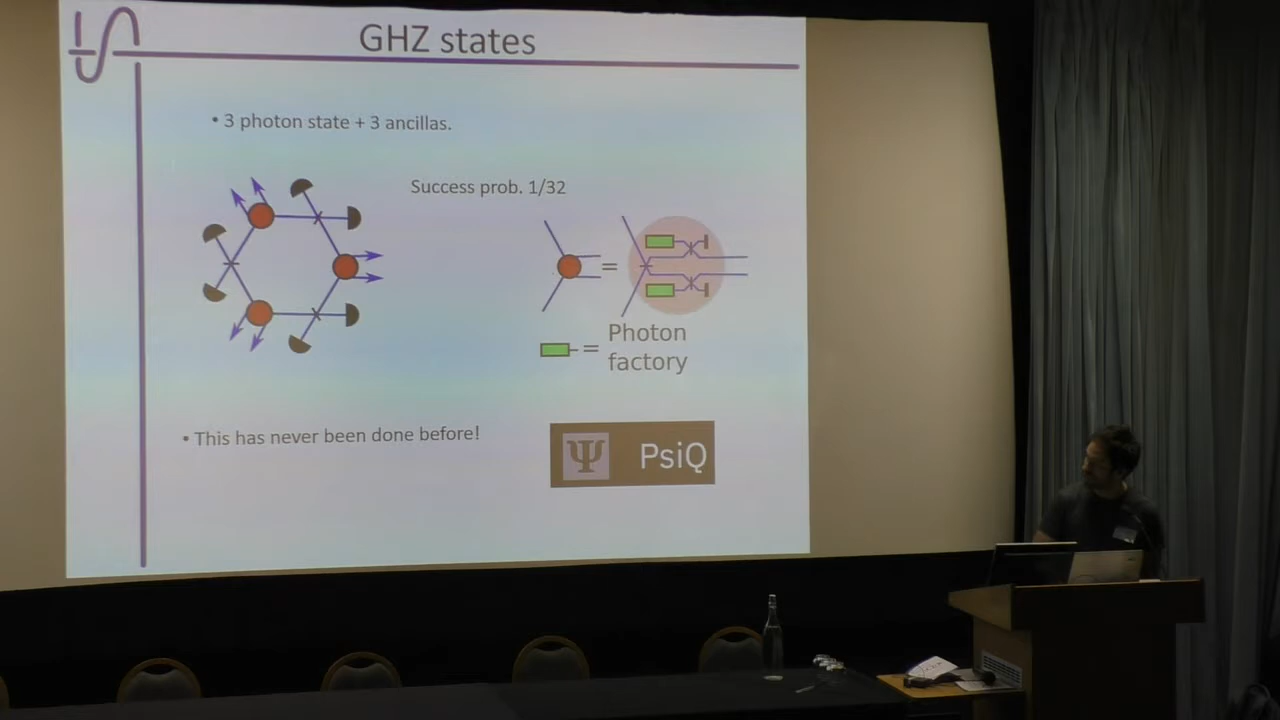 GHZ states
• 3 photon state + 3 ancillas.
Success prob. 1/32
=
= Photon
factory
• This has never been done before!
Ψ PsiQ